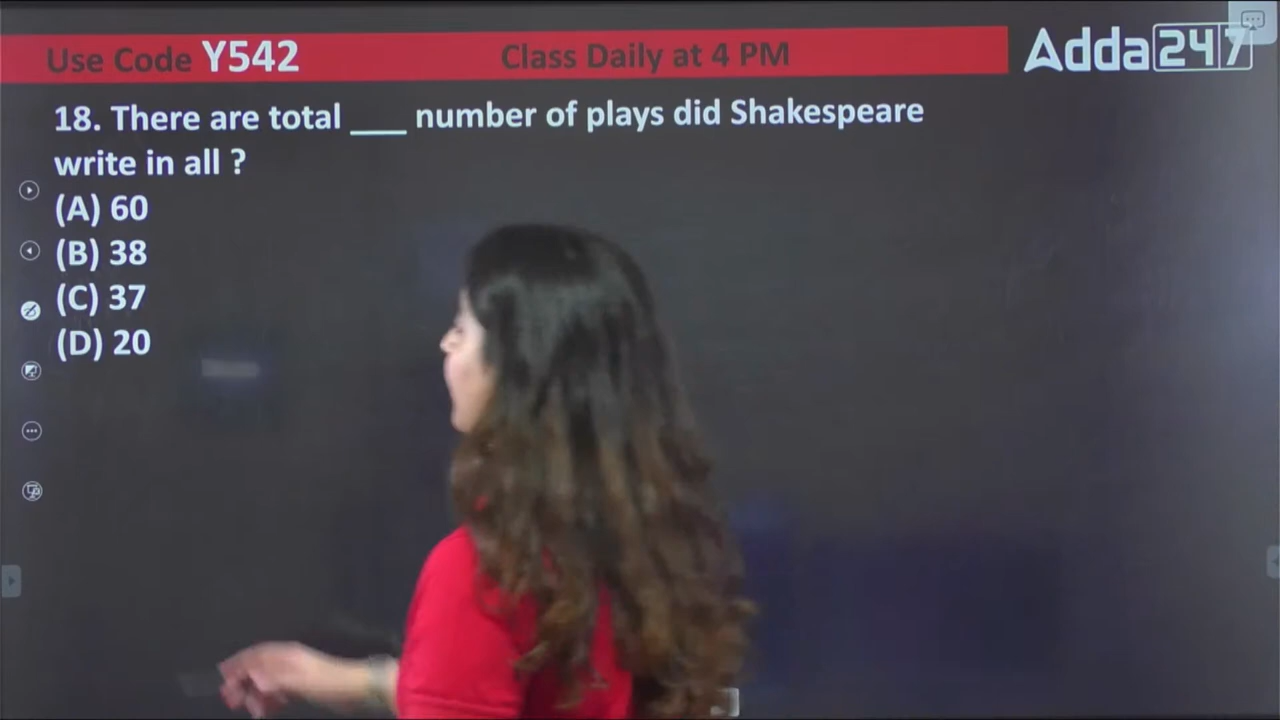 Use Code Y542 Class Daily at 4 PM Adda247
18. There are total ___ number of plays did Shakespeare
write in all ?
(A) 60
(B) 38
(C) 37
(D) 20